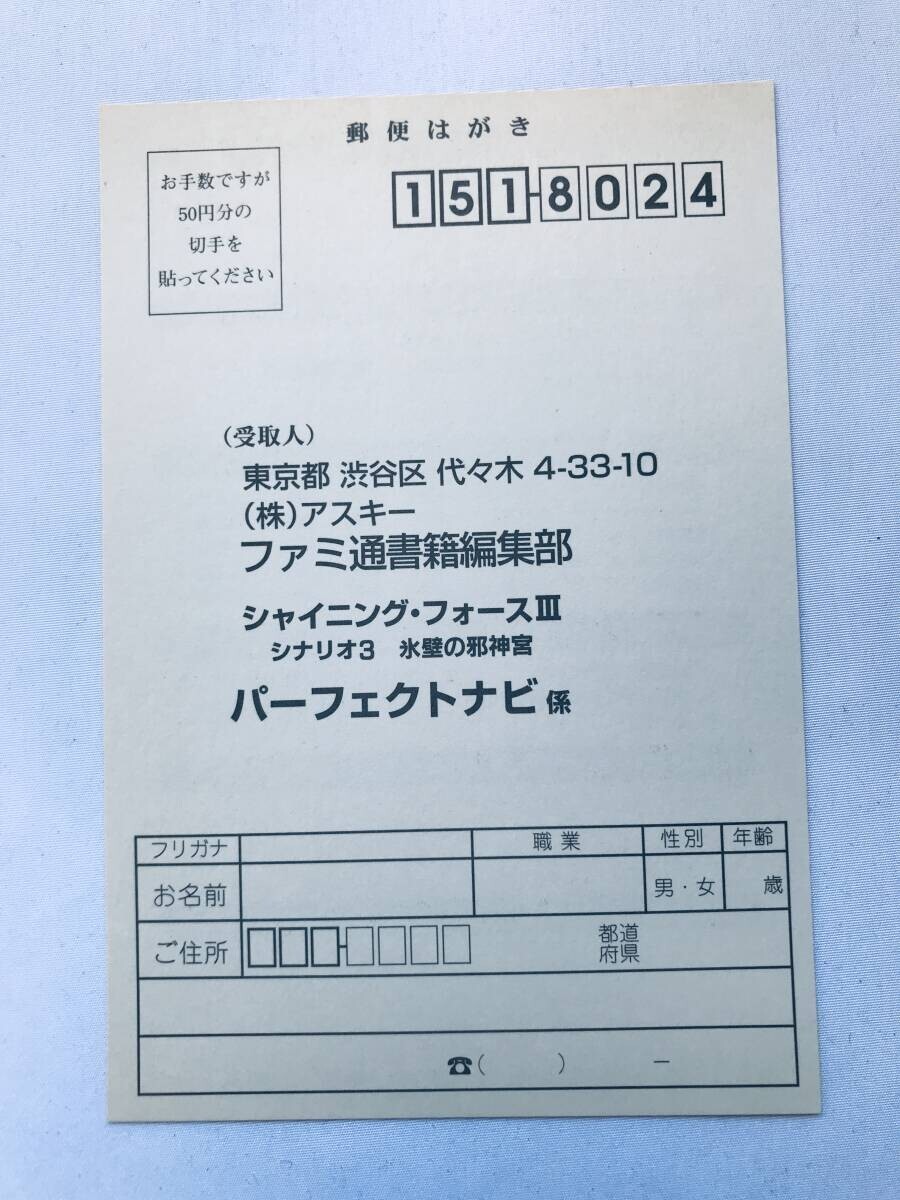 郵便はがき
お手数ですが
50円分の
切手を
貼ってください
151-8024
（受取人）
東京都 渋谷区 代々木 4-33-10
（株）アスキー
ファミ通書籍編集部
シャイニング・フォースⅢ
シナリオ3 氷壁の邪神宮
パーフェクトナビ係
フリガナ 職業 性別 年齢
お名前 男・女 歳
ご住所 - 都道
府県
☎（ ） －